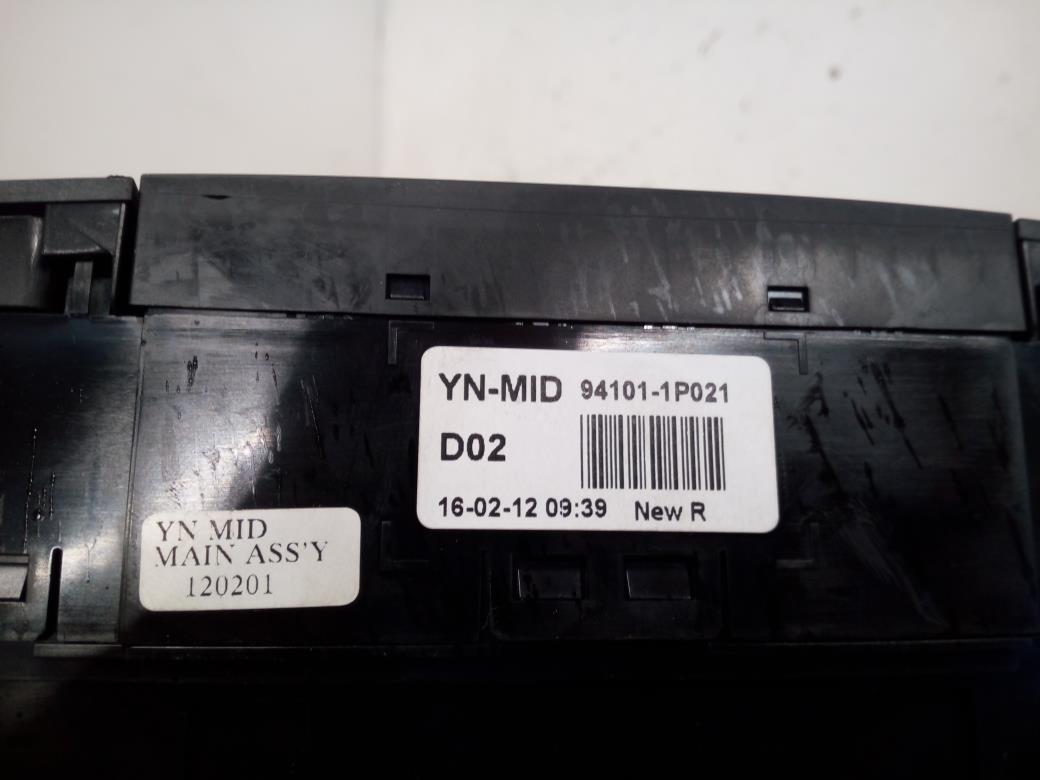 YN-MID 94101-1P021
D02
16-02-12 09:39 New R
YN MID
MAIN ASS'Y
120201